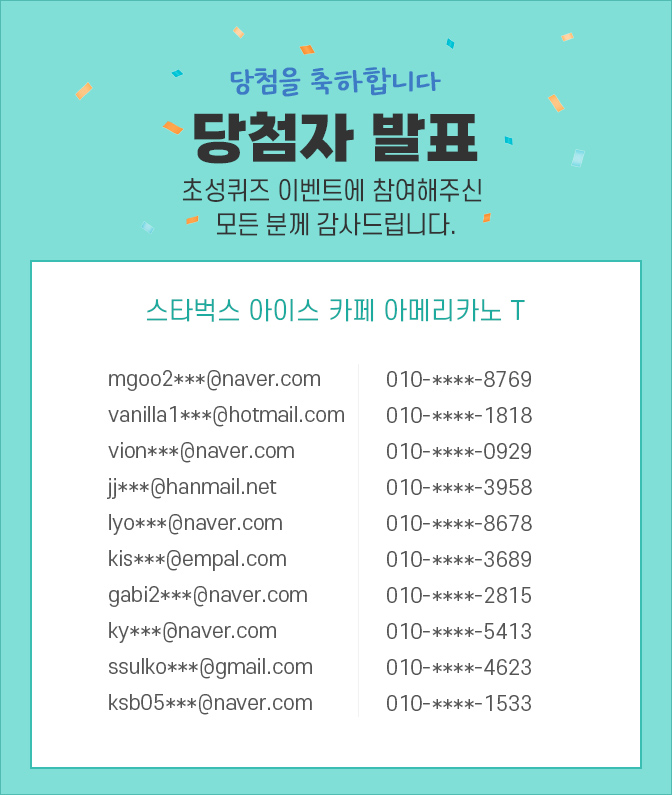 당첨을 축하합니다
당첨자 발표
초성퀴즈 이벤트에 참여해주신
모든 분께 감사드립니다.
스타벅스 아이스 카페 아메리카노 T
mgoo2***@naver.com 010-****-8769
vanilla1***@hotmail.com 010-****-1818
vion***@naver.com 010-****-0929
jj***@hanmail.net 010-****-3958
lyo***@naver.com 010-****-8678
kis***@empal.com 010-****-3689
gabi2***@naver.com 010-****-2815
ky***@naver.com 010-****-5413
ssulko***@gmail.com 010-****-4623
ksb05***@naver.com 010-****-1533